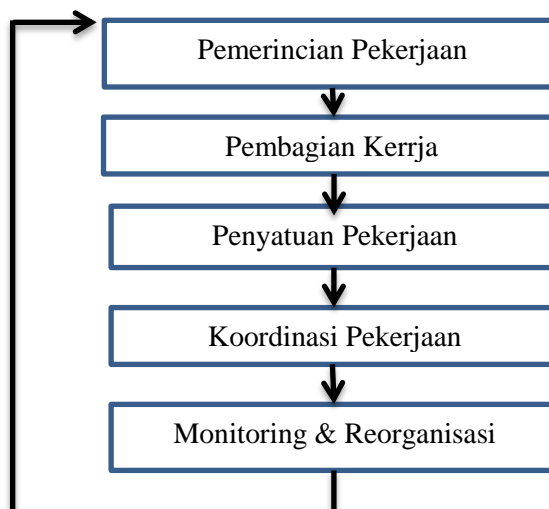 Pemerincian Pekerjaan
Pembagian Kerrja
Penyatuan Pekerjaan
Koordinasi Pekerjaan
Monitoring & Reorganisasi